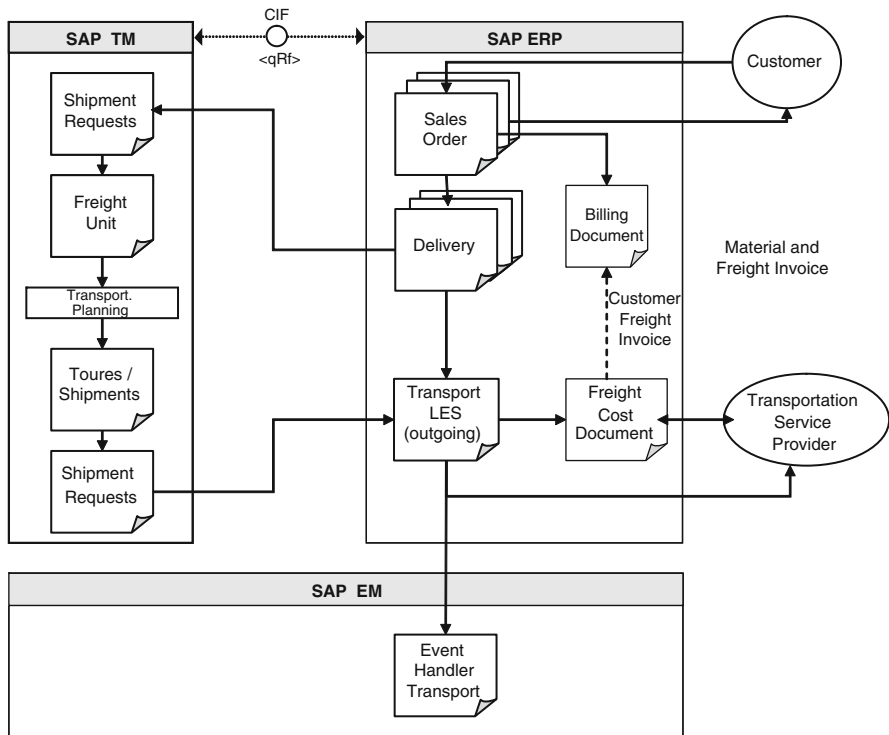 CIF
<qRf>
SAP TM
SAP ERP
Customer
Shipment
Requests
Sales
Order
Freight
Unit
Delivery
Billing
Document
Material and
Freight Invoice
Transport.
Planning
Customer
Freight
Invoice
Toures /
Shipments
Transport
LES
(outgoing)
Freight
Cost
Document
Transportation
Service
Provider
Shipment
Requests
SAP EM
Event
Handler
Transport